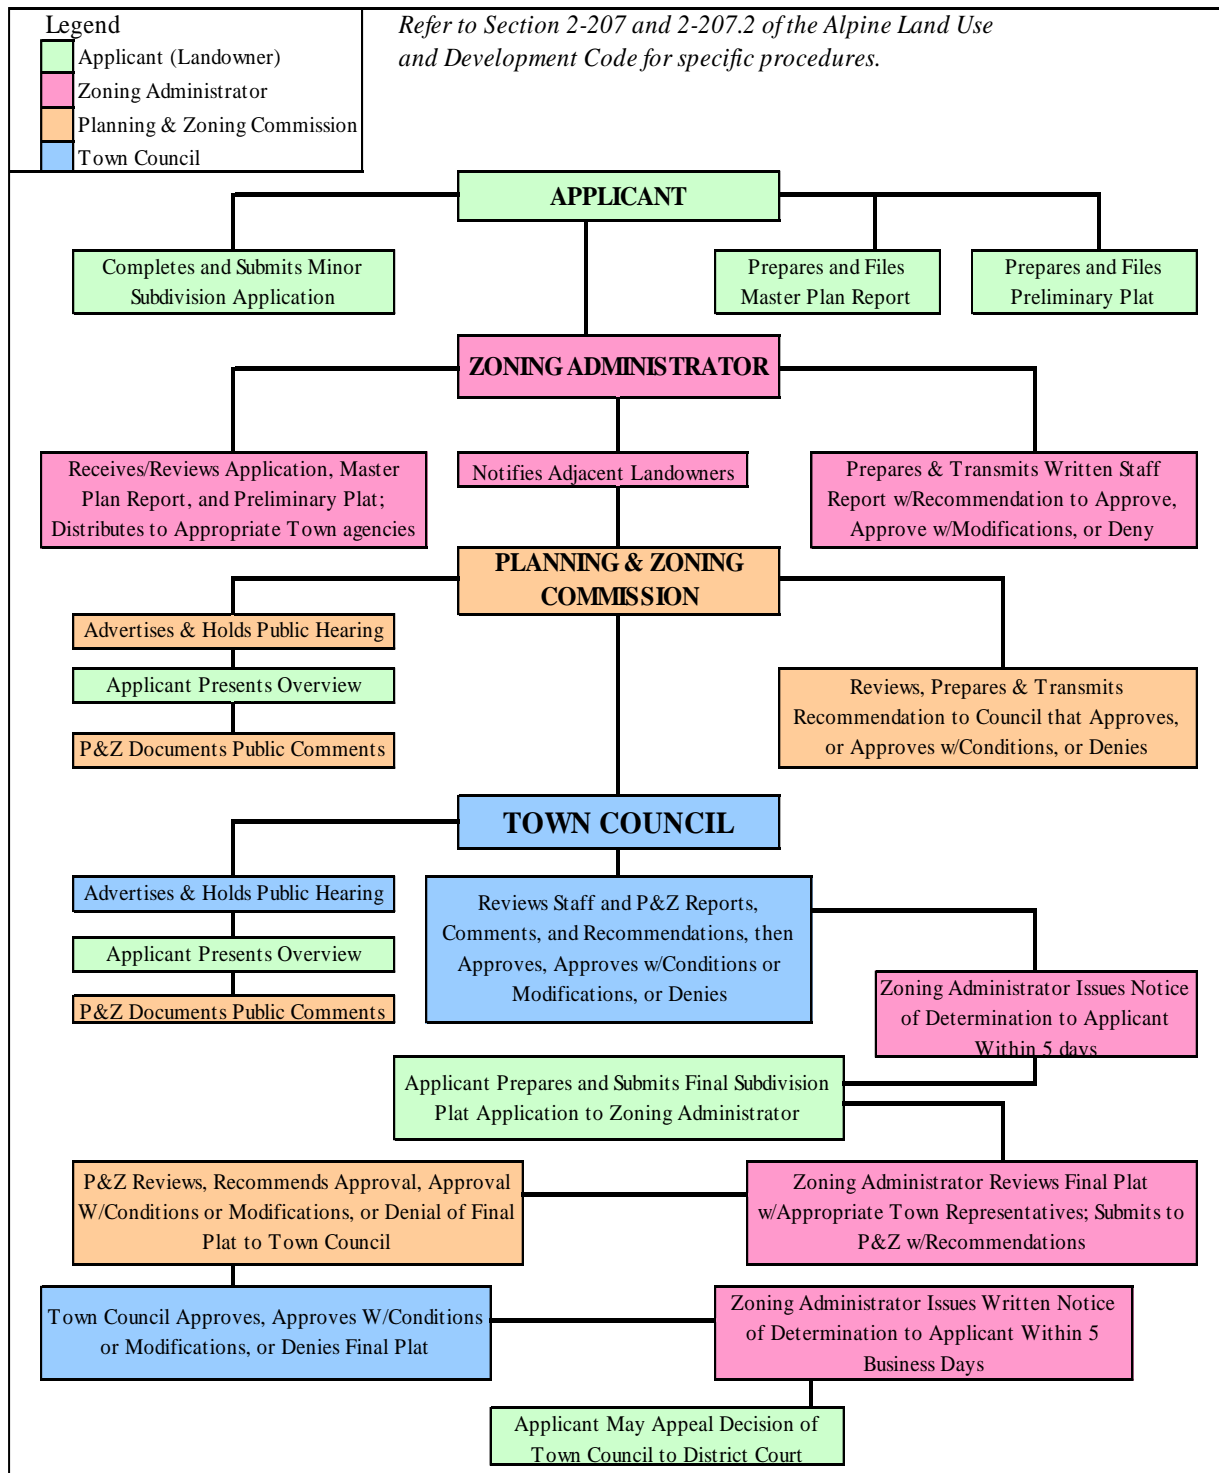 Legend
Applicant (Landowner)
Zoning Administrator
Planning & Zoning Commission
Town Council
Refer to Section 2-207 and 2-207.2 of the Alpine Land Use
and Development Code for specific procedures.
APPLICANT
Completes and Submits Minor
Subdivision Application
Prepares and Files
Master Plan Report
Prepares and Files
Preliminary Plat
ZONING ADMINISTRATOR
Receives/Reviews Application, Master
Plan Report, and Preliminary Plat;
Distributes to Appropriate Town agencies
Notifies Adjacent Landowners
Prepares & Transmits Written Staff
Report w/Recommendation to Approve,
Approve w/Modifications, or Deny
PLANNING & ZONING
COMMISSION
Advertises & Holds Public Hearing
Applicant Presents Overview
P&Z Documents Public Comments
Reviews, Prepares & Transmits
Recommendation to Council that Approves,
or Approves w/Conditions, or Denies
TOWN COUNCIL
Advertises & Holds Public Hearing
Applicant Presents Overview
P&Z Documents Public Comments
Reviews Staff and P&Z Reports,
Comments, and Recommendations, then
Approves, Approves w/Conditions or
Modifications, or Denies
Zoning Administrator Issues Notice
of Determination to Applicant
Within 5 days
Applicant Prepares and Submits Final Subdivision
Plat Application to Zoning Administrator
P&Z Reviews, Recommends Approval, Approval
W/Conditions or Modifications, or Denial of Final
Plat to Town Council
Zoning Administrator Reviews Final Plat
w/Appropriate Town Representatives; Submits to
P&Z w/Recommendations
Town Council Approves, Approves W/Conditions
or Modifications, or Denies Final Plat
Zoning Administrator Issues Written Notice
of Determination to Applicant Within 5
Business Days
Applicant May Appeal Decision of
Town Council to District Court